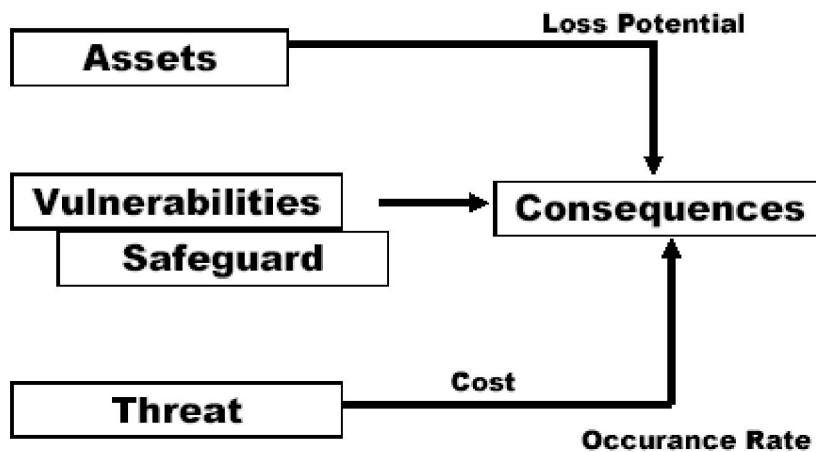 Loss Potential
Assets
Vulnerabilities
Consequences
Safeguard
Cost
Threat
Occurance Rate